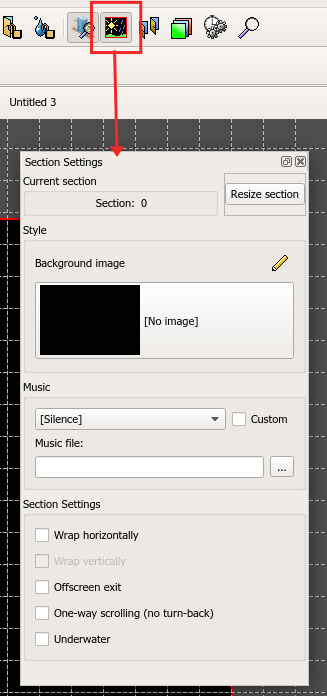 Untitled 3
Section Settings
Current section
Section: 0
Resize section
Style
Background image
[No image]
Music
[Silence]
Custom
Music file:
...
Section Settings
Wrap horizontally
Wrap vertically
Offscreen exit
One-way scrolling (no turn-back)
Underwater